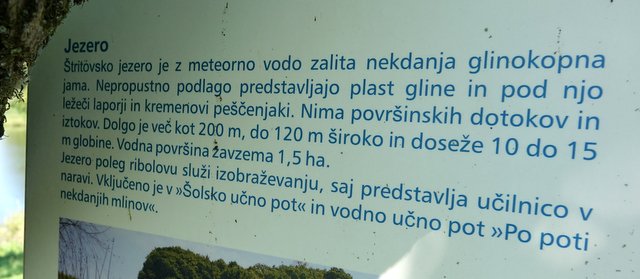 Jezero
Štritovsko jezero je z meteorno vodo zalita nekdanja glinokopna
jama. Nepropustno podlago predstavljajo plast gline in pod njo
ležeči laporji in kremenovi peščenjaki. Nima površinskih dotokov in
iztokov. Dolgo je več kot 200 m, do 120 m široko in doseže 10 do 15
m globine. Vodna površina zavzema 1,5 ha.
Jezero poleg ribolovu služi izobraževanju, saj predstavlja učilnico v
naravi. Vključeno je v »Šolsko učno pot« in vodno učno pot »Po poti
nekdanjih mlinov«.